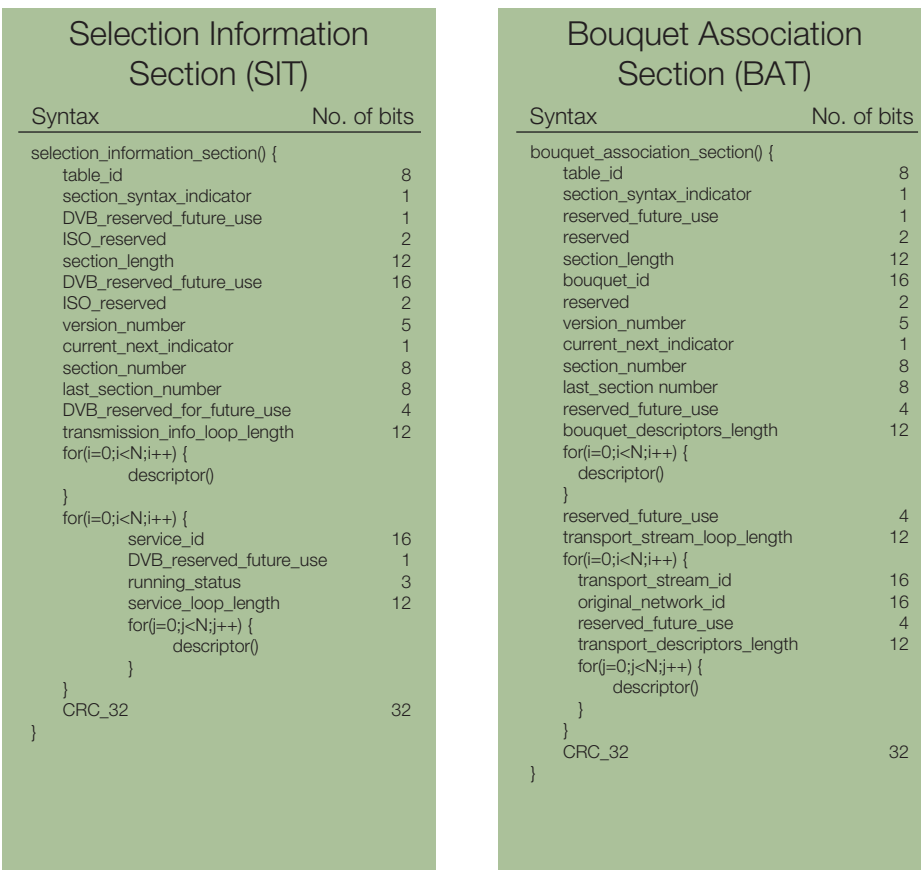 Selection Information
Section (SIT)
Syntax No. of bits
selection_information_section() {
table_id 8
section_syntax_indicator 1
DVB_reserved_future_use 1
ISO_reserved 2
section_length 12
DVB_reserved_future_use 16
ISO_reserved 2
version_number 5
current_next_indicator 1
section_number 8
last_section_number 8
DVB_reserved_for_future_use 4
transmission_info_loop_length 12
for(i=0;i<N;i++) {
descriptor()
}
for(i=0;i<N;i++) {
service_id 16
DVB_reserved_future_use 1
running_status 3
service_loop_length 12
for(j=0;j<N;j++) {
descriptor()
}
}
CRC_32 32
}
Bouquet Association
Section (BAT)
Syntax No. of bits
bouquet_association_section() {
table_id 8
section_syntax_indicator 1
reserved_future_use 1
reserved 2
section_length 12
bouquet_id 16
reserved 2
version_number 5
current_next_indicator 1
section_number 8
last_section number 8
reserved_future_use 4
bouquet_descriptors_length 12
for(i=0;i<N;i++) {
descriptor()
}
reserved_future_use 4
transport_stream_loop_length 12
for(i=0;i<N;i++) {
transport_stream_id 16
original_network_id 16
reserved_future_use 4
transport_descriptors_length 12
for(j=0;j<N;j++) {
descriptor()
}
}
CRC_32 32
}